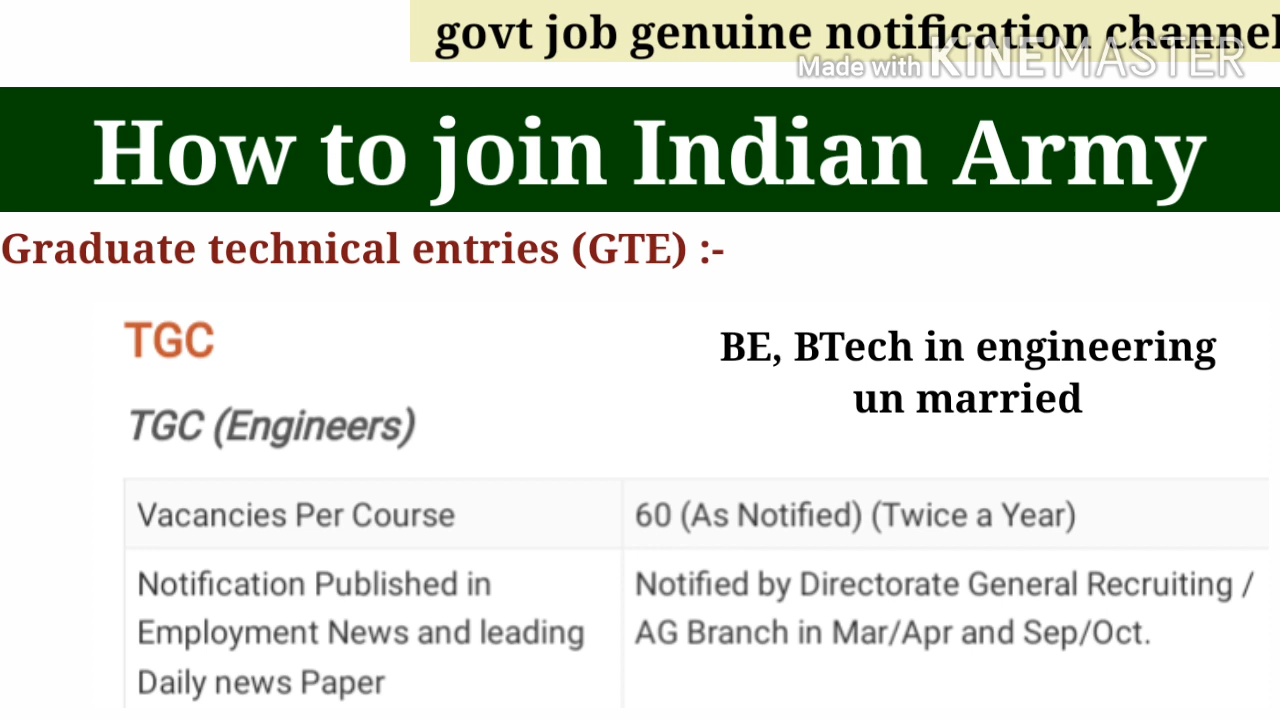 govt job genuine notification channel
Made with KINEMASTER
How to join Indian Army
Graduate technical entries (GTE) :-
TGC
BE, BTech in engineering
un married
TGC (Engineers)
Vacancies Per Course
60 (As Notified) (Twice a Year)
Notification Published in
Employment News and leading
Daily news Paper
Notified by Directorate General Recruiting /
AG Branch in Mar/Apr and Sep/Oct.